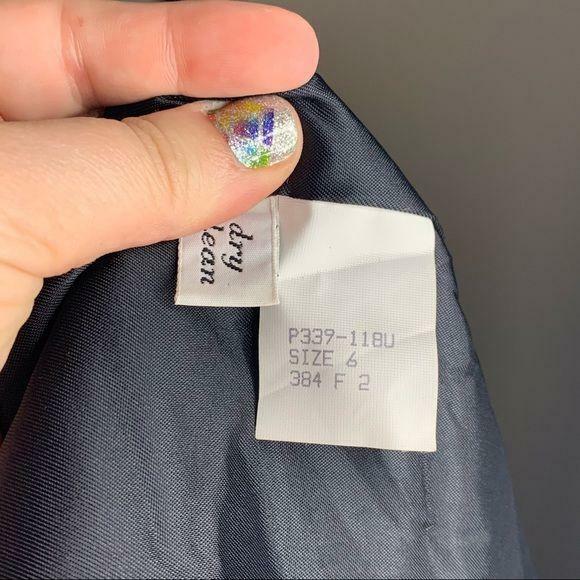 dry
lean
P339-118U
SIZE 6
384 F 2